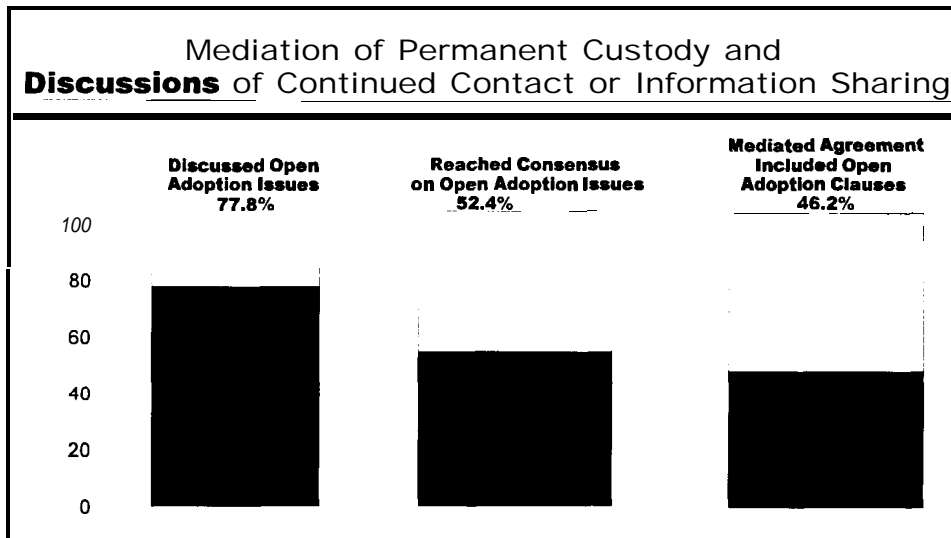 Mediation of Permanent Custody and
Discussions of Continued Contact or Information Sharing
Discussed Open
Adoption Issues
77.8%
Reached Consensus
on Open Adoption Issues
52.4%
Mediated Agreement
Included Open
Adoption Clauses
46.2%
100
80
60
40
20
0